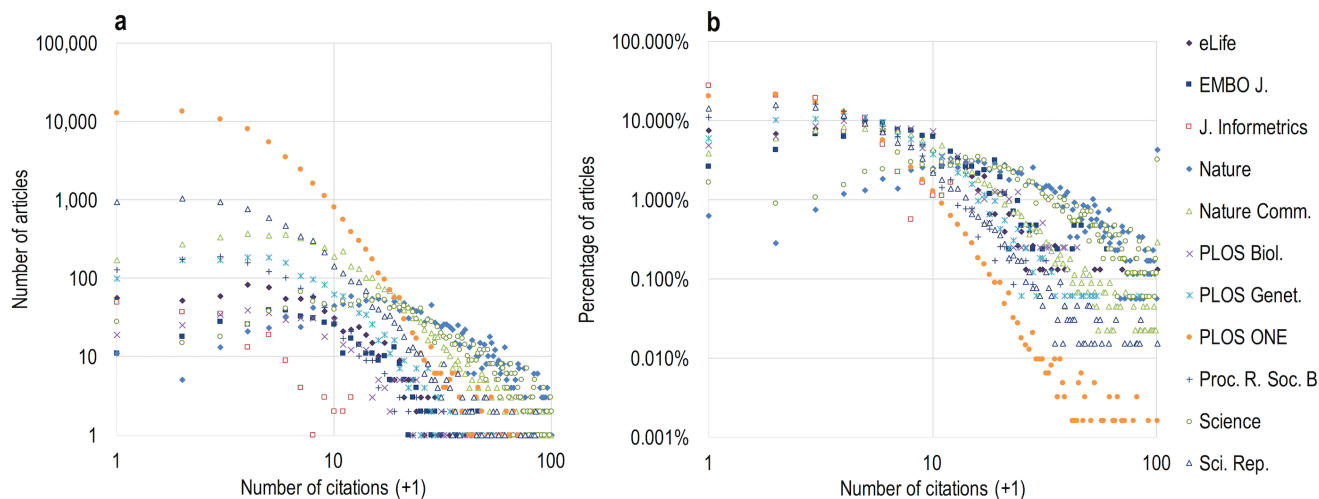 a
Number of articles
100,000
10,000
1,000
100
10
1
1
10
100
Number of citations (+1)
b
Percentage of articles
100.000%
10.000%
1.000%
0.100%
0.010%
0.001%
1
10
100
Number of citations (+1)
eLife
EMBO J.
J. Informetrics
Nature
Nature Comm.
PLOS Biol.
PLOS Genet.
PLOS ONE
Proc. R. Soc. B
Science
Sci. Rep.